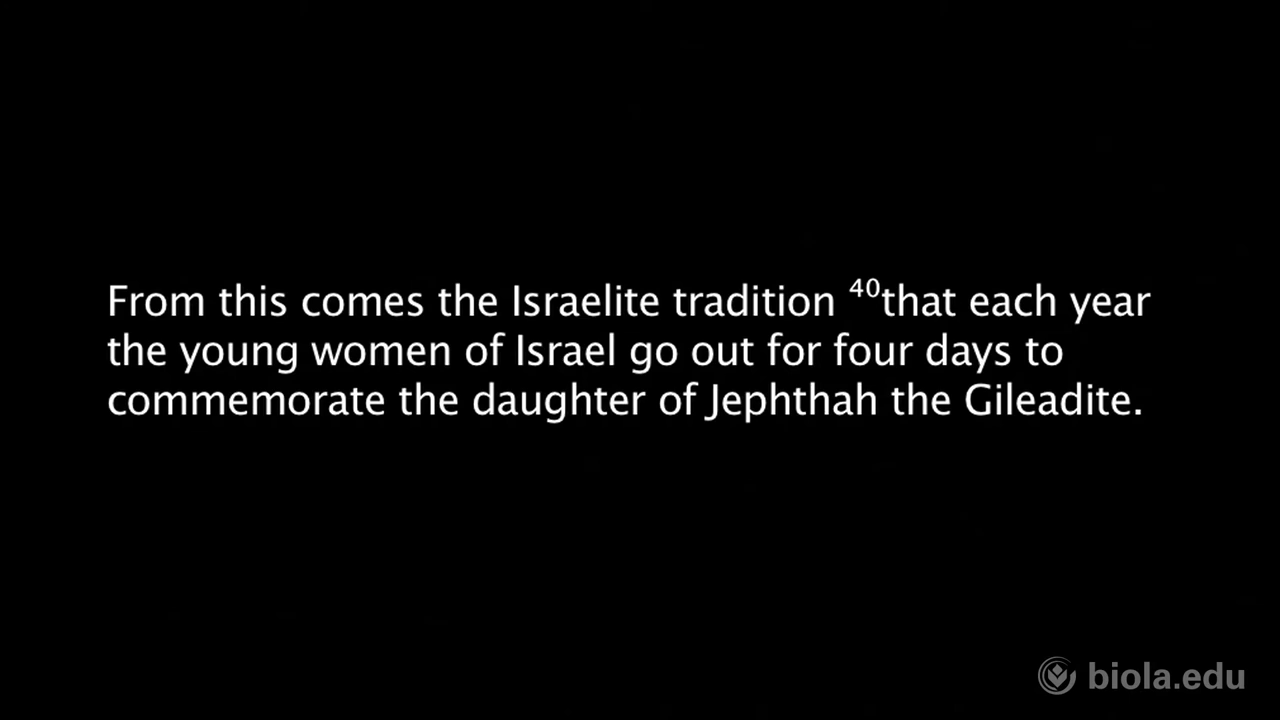 From this comes the Israelite tradition ⁴⁰that each year
the young women of Israel go out for four days to
commemorate the daughter of Jephthah the Gileadite.
biola.edu